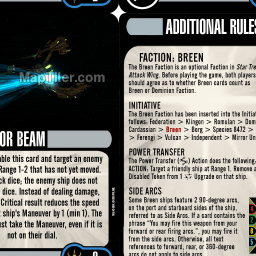 MapTiler.com
OR BEAM
able this card and target an enemy
Range 1-2 that has not yet moved.
ck dice; the enemy ship does not
dice. Instead of dealing damage,
Critical result reduces the speed
ship's Maneuver by 1 (min 1). The
ust take the Maneuver, even if it is
not on their dial.
ADDITIONAL RULES
FACTION: BREEN
The Breen Faction is an optional Faction in Star Tre
Attack Wing. Before playing the game, both players
should agree as to whether Breen cards count as
Breen or Dominion Faction.
INITIATIVE
The Breen Faction has been inserted into the Initiati
follows: Federation > Klingon > Romulan > Dom
Cardassian > Breen > Borg > Species 8472 >
> Ferengi > Vulcan > Independent > Mirror Un
POWER TRANSFER
The Power Transfer ( ) Action does the following.
ACTION: Target a friendly ship at Range 1. Remove a
Disabled Token from 1 Upgrade on that ship.
SIDE ARCS
Some Breen ships feature 2 90-degree arcs,
on the port and starboard sides of the ship,
referred to as Side Arcs. If a card contains the
phrase "You may fire this weapon from your
forward or rear firing arcs.", you may fire it
from the side arcs. Otherwise, all text
references to forward, rear, or 360-degree
arcs do not apply to side arcs.